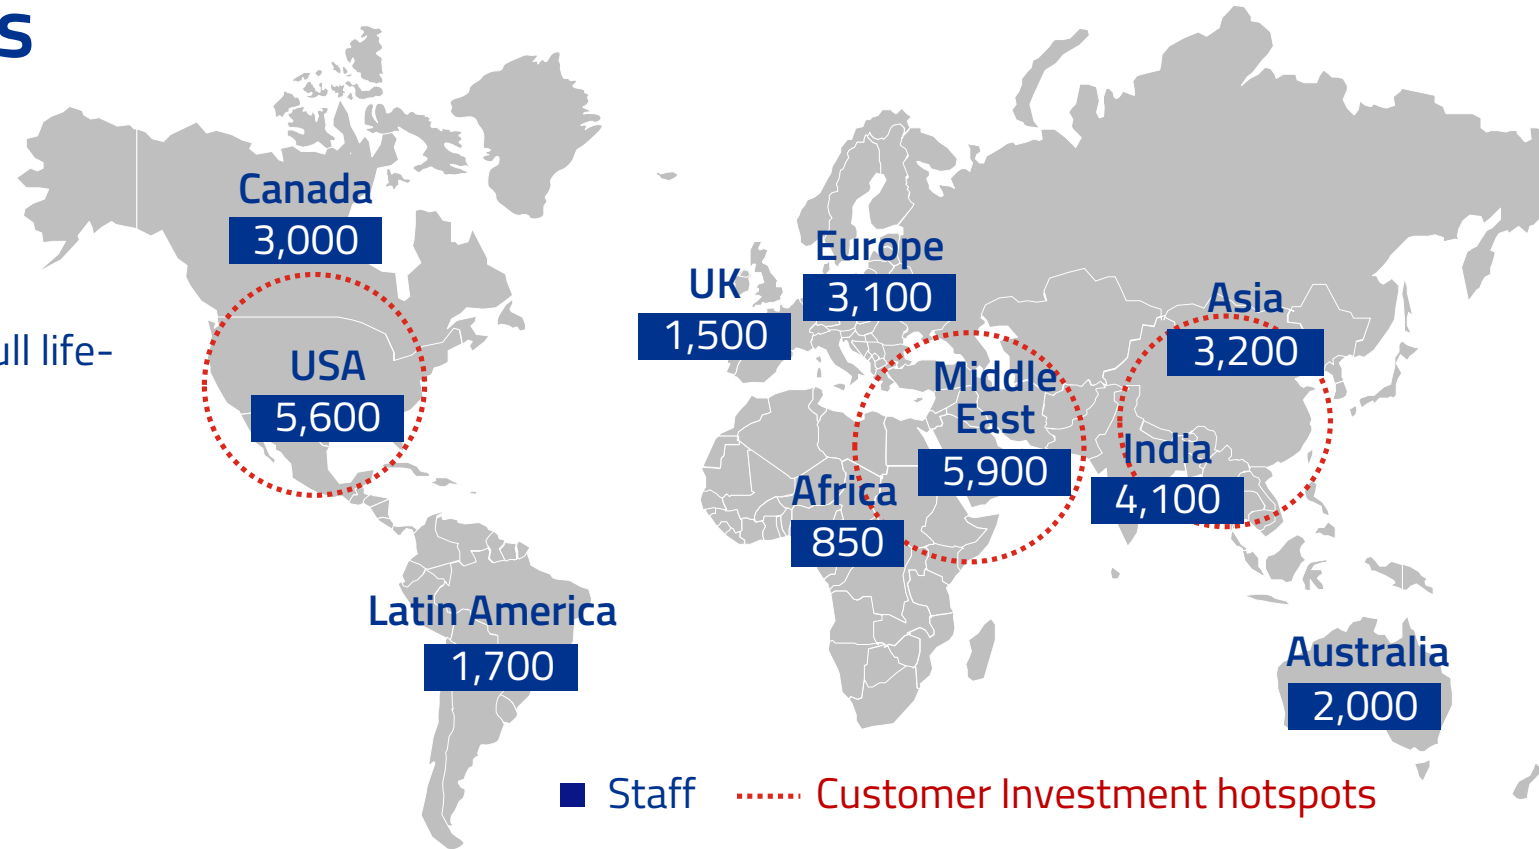 s
ull life-
Canada
3,000
USA
5,600
Latin America
1,700
UK
1,500
Europe
3,100
Africa
850
Middle
East
5,900
Asia
3,200
India
4,100
Australia
2,000
Staff
Customer Investment hotspots